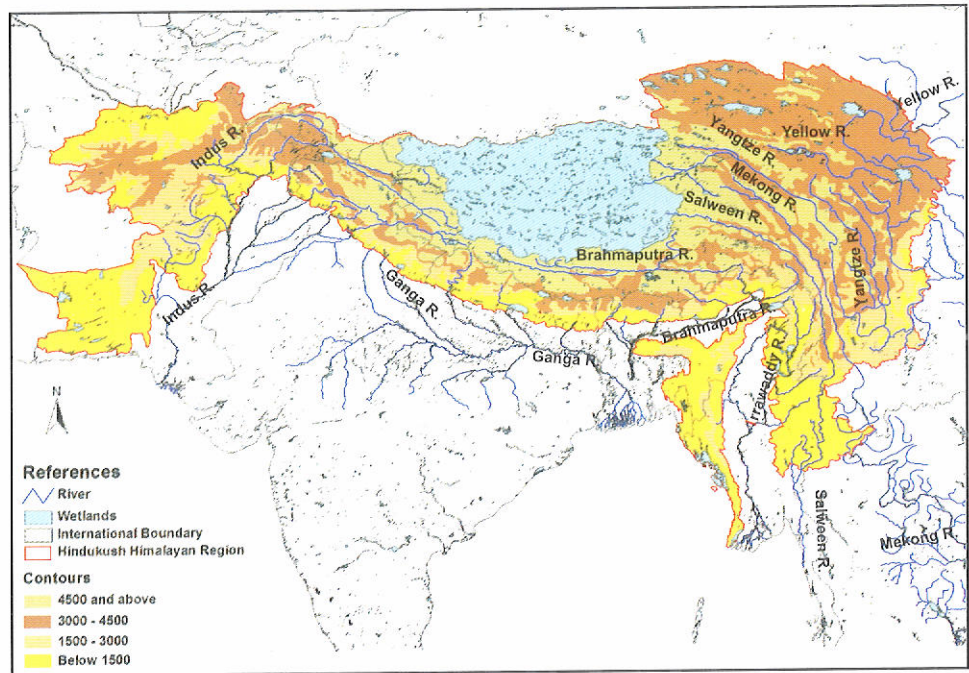 Yellow R.
Yellow R.
Yangtze R.
Indus R.
Mekong R.
Salween R.
Brahmaputra R.
Yangtze R.
Ganga R.
Indus R.
Brahmaputra R.
Ganga R.
Irrawaddy R.
N
References
River
Wetlands
International Boundary
Hindukush Himalayan Region
Salween R.
Mekong R.
Contours
4500 and above
3000 - 4500
1500 - 3000
Below 1500